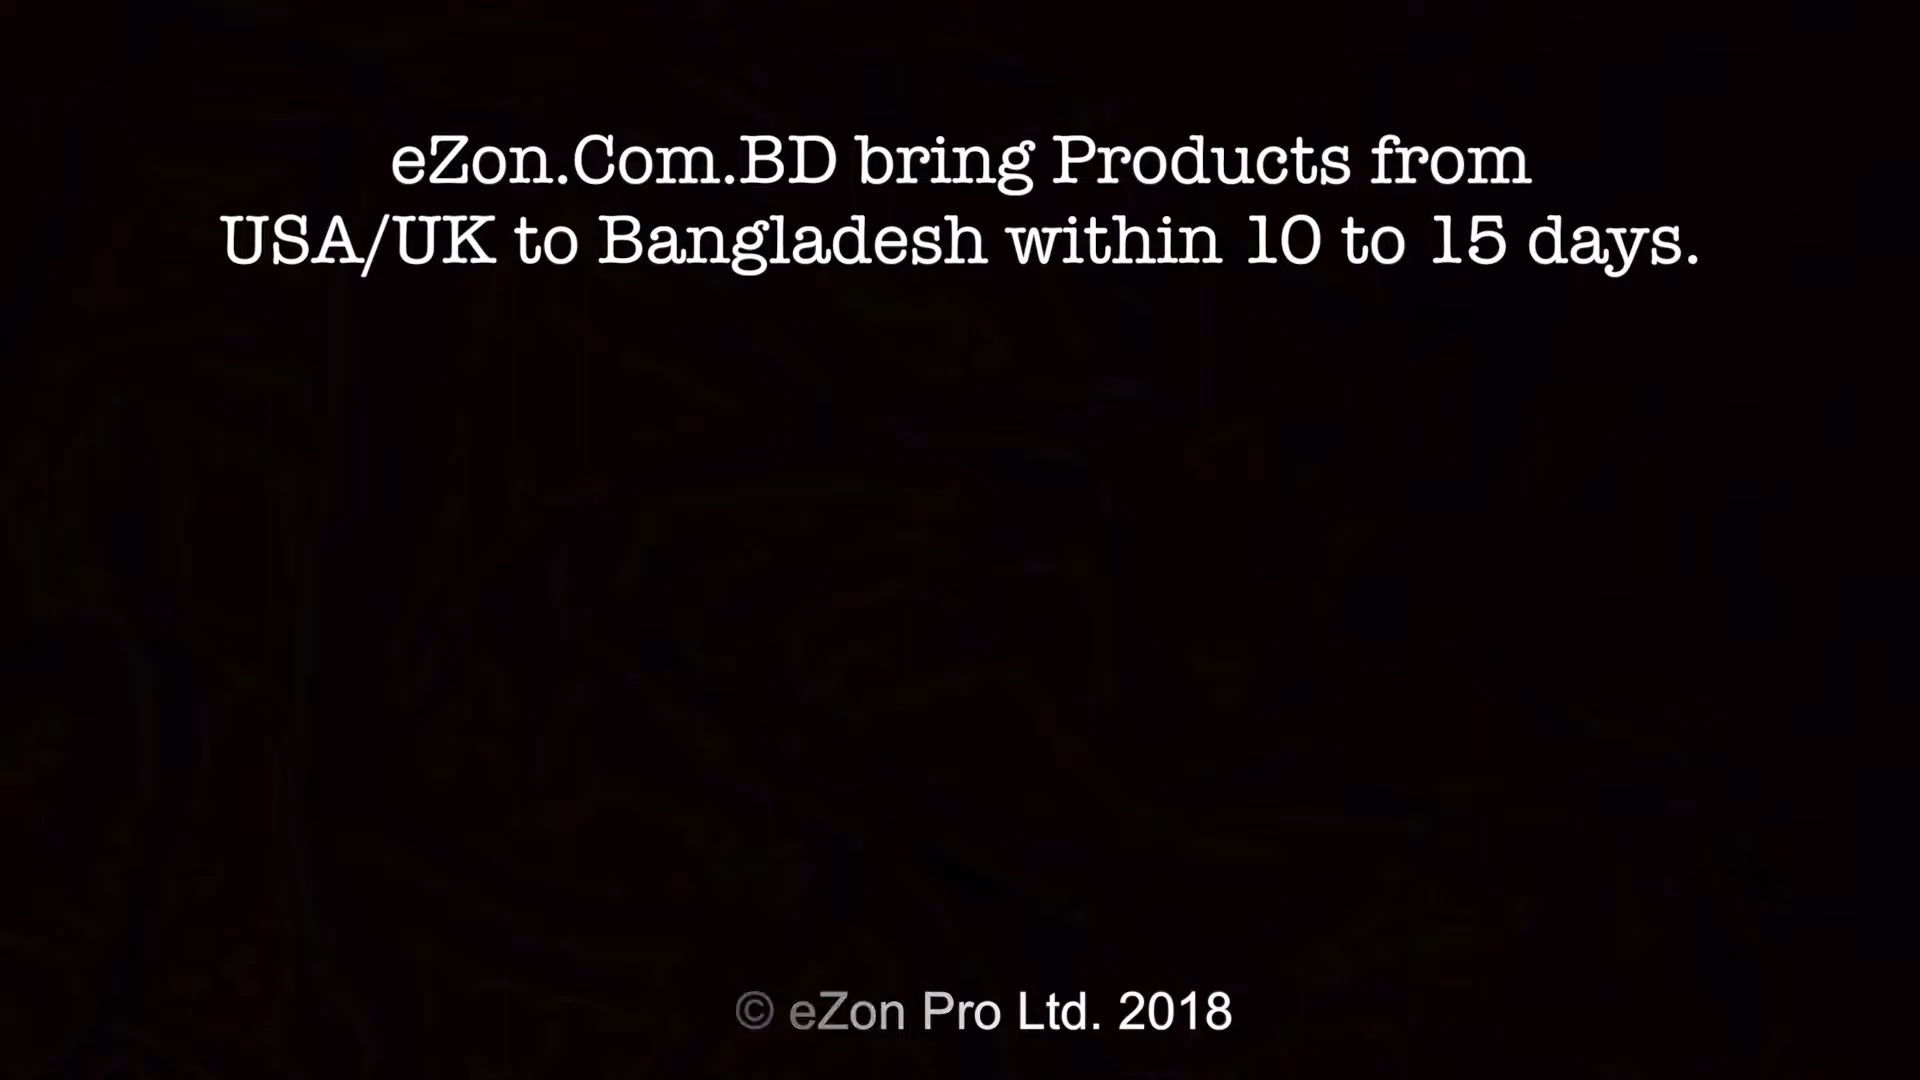 eZon.Com.BD bring Products from
USA/UK to Bangladesh within 10 to 15 days.
© eZon Pro Ltd. 2018